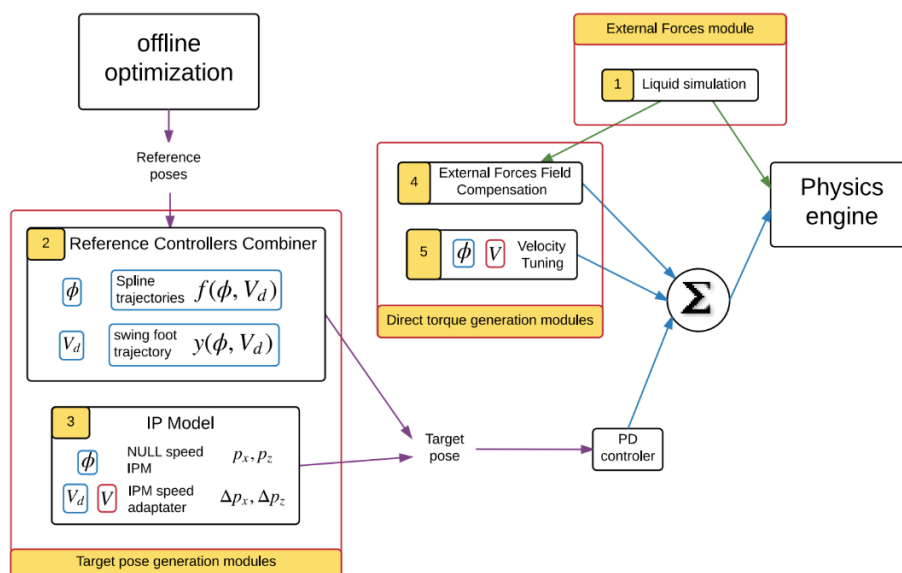 offline
optimization
Reference
poses
External Forces module
1
Liquid simulation
4
External Forces Field
Compensation
5
ϕ V Velocity
Tuning
Direct torque generation modules
Physics
engine
Σ
2
Reference Controllers Combiner
ϕ
Spline
trajectories f(ϕ, V_d)
V_d
swing foot
trajectory y(ϕ, V_d)
3
IP Model
ϕ
NULL speed
IPM
p_x, p_z
V_d V
IPM speed
adaptater
Δp_x, Δp_z
Target pose generation modules
Target
pose
PD
controler